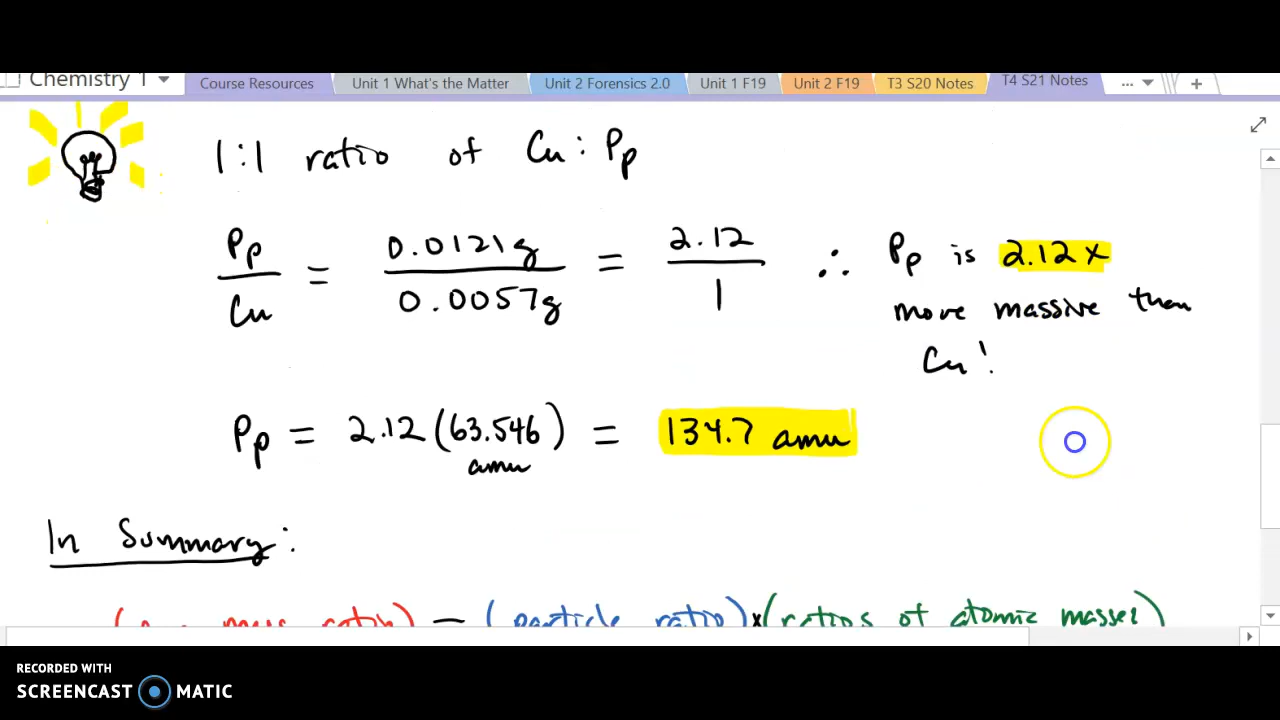 Chemistry 1
Course Resources Unit 1 What's the Matter Unit 2 Forensics 2.0 Unit 1 F19 Unit 2 F19 T3 S20 Notes T4 S21 Notes ... +
1:1 ratio of Cu : Pp
Pp / Cu = 0.0121g / 0.0057g = 2.12 / 1 ∴ Pp is 2.12 x
more massive than
Cu!
Pp = 2.12 (63.546) = 134.7 amu
amu
In Summary:
mass ratio) = (particle ratio) x (ratios of atomic masses)
RECORDED WITH
SCREENCAST MATIC